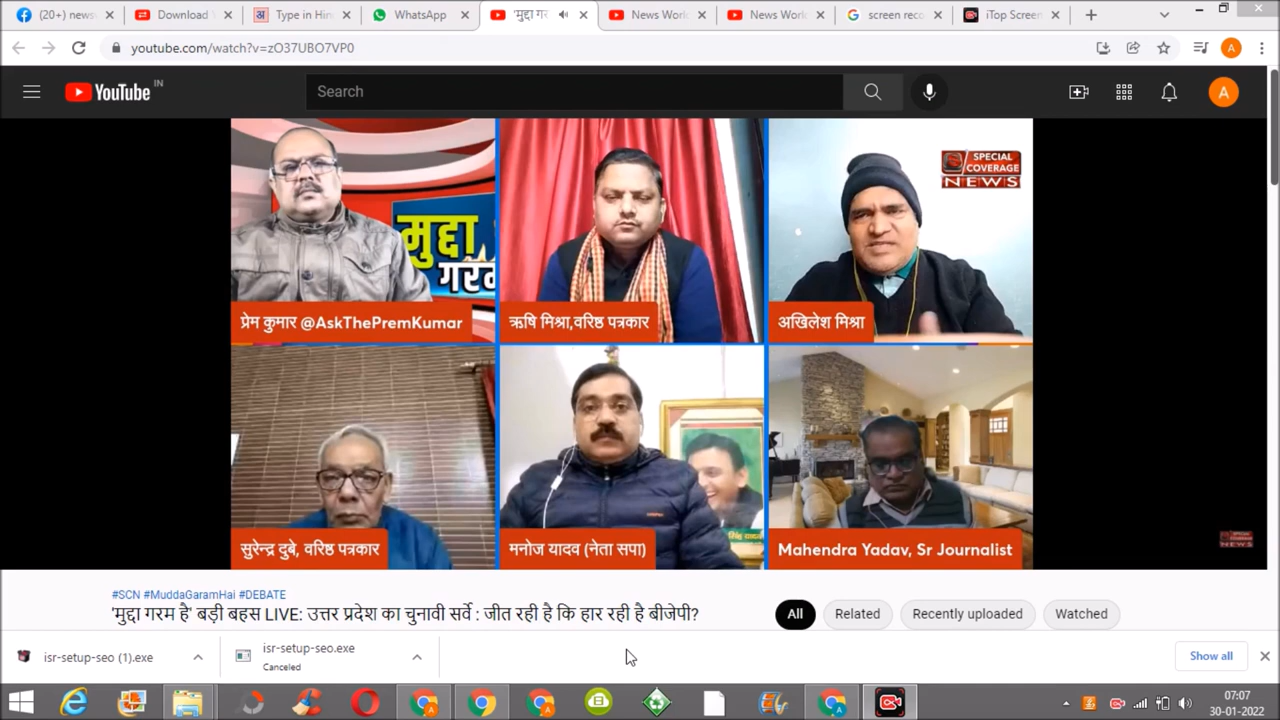 (20+) news
Download
Type in Hin
WhatsApp
'मुद्दा गर
News Work
News Work
screen reco
iTop Screen
youtube.com/watch?v=zO37UBO7VP0
A
YouTube IN
Search
A
SPECIAL
COVERAGE
NEWS
मुद्दा
गरम
प्रेम कुमार @AskThePremKumar
ऋषि मिश्रा,वरिष्ठ पत्रकार
अखिलेश मिश्रा
सुरेन्द्र दुबे, वरिष्ठ पत्रकार
मनोज यादव (नेता सपा)
Mahendra Yadav, Sr Journalist
#SCN #MuddaGaramHai #DEBATE
'मुद्दा गरम है' बड़ी बहस LIVE: उत्तर प्रदेश का चुनावी सर्वे : जीत रही है कि हार रही है बीजेपी?
All
Related
Recently uploaded
Watched
isr-setup-seo (1).exe
isr-setup-seo.exe
Canceled
Show all
07:07
30-01-2022